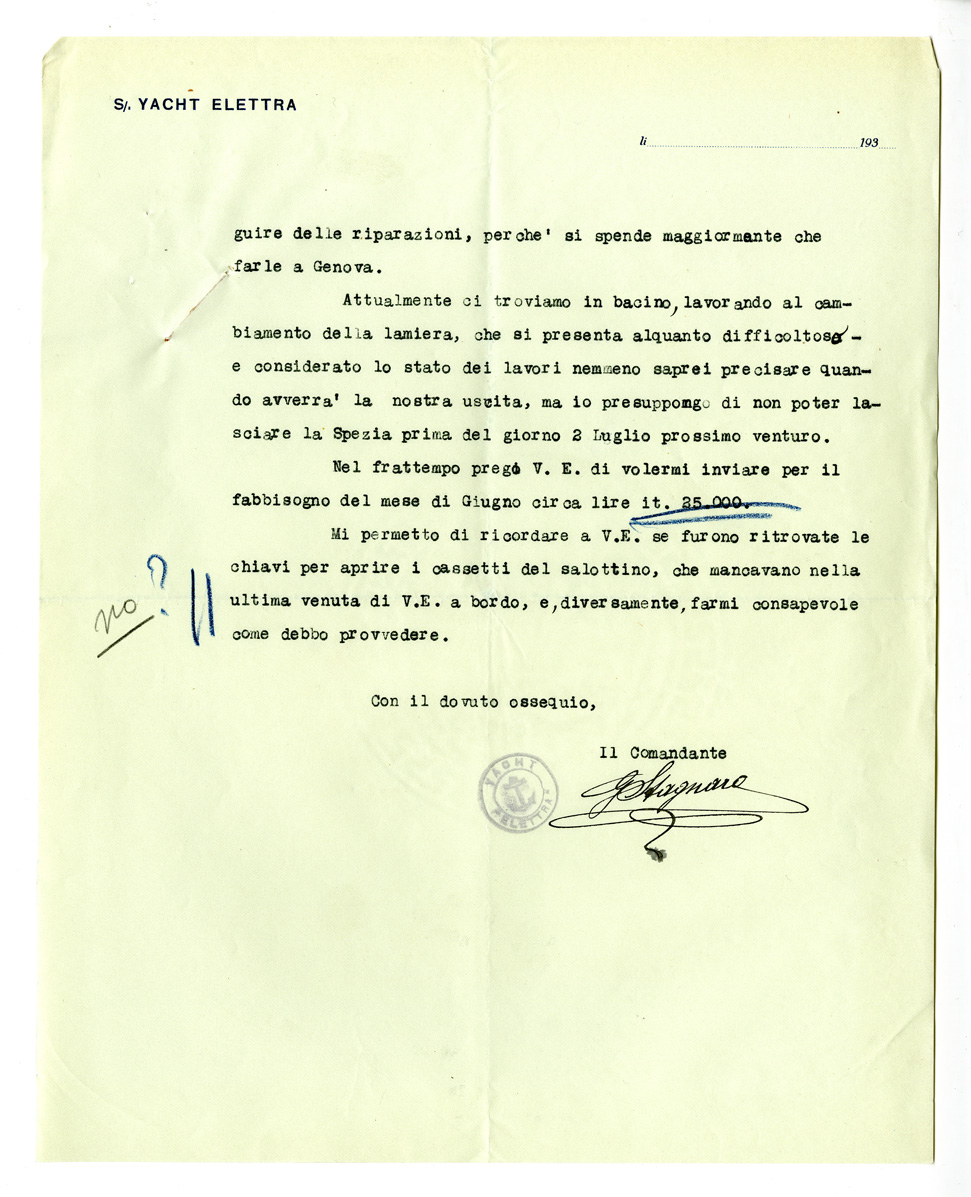 S/. YACHT ELETTRA
li 193
guire delle riparazioni, perche' si spende maggiormante che
farle a Genova.
Attualmente ci troviamo in bacino, lavorando al cam-
biamento della lamiera, che si presenta alquanto difficoltoso -
e considerato lo stato dei lavori nemmeno saprei precisare quan-
do avverra' la nostra uscita, ma io presuppongo di non poter la-
sciare la Spezia prima del giorno 2 Luglio prossimo venturo.
Nel frattempo prego V. E. di volermi inviare per il
fabbisogno del mese di Giugno circa lire it. 25.000.
Mi permetto di ricordare a V.E. se furono ritrovate le
chiavi per aprire i cassetti del salottino, che mancavano nella
ultima venuta di V.E. a bordo, e, diversamente, farmi consapevole
come debbo provvedere.
? no
Con il dovuto ossequio,
Il Comandante
G Stagnaro
YACHT "ELETTRA"